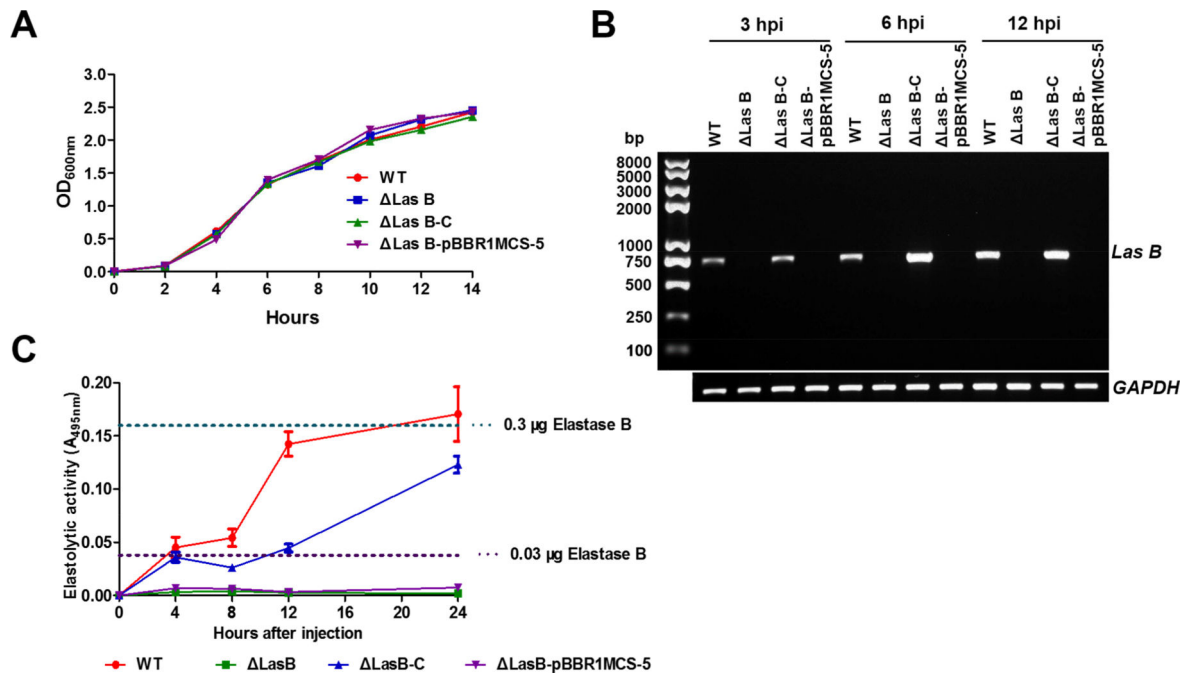 A
3.0
2.5
2.0
1.5
1.0
0.5
0.0
OD600nm
0 2 4 6 8 10 12 14
Hours
WT
ΔLas B
ΔLas B-C
ΔLas B-pBBR1MCS-5
B
3 hpi 6 hpi 12 hpi
WT
ΔLas B
ΔLas B-C
ΔLas B-
pBBR1MCS-5
WT
ΔLas B
ΔLas B-C
ΔLas B-
pBBR1MCS-5
WT
ΔLas B
ΔLas B-C
ΔLas B-
pBBR1MCS-5
bp
8000
5000
3000
2000
1000
750
500
250
100
Las B
GAPDH
C
0.20
0.15
0.10
0.05
0.00
Elastolytic activity (A495nm)
0 4 8 12 16 20 24
Hours after injection
0.3 µg Elastase B
0.03 µg Elastase B
WT ΔLasB ΔLasB-C ΔLasB-pBBR1MCS-5